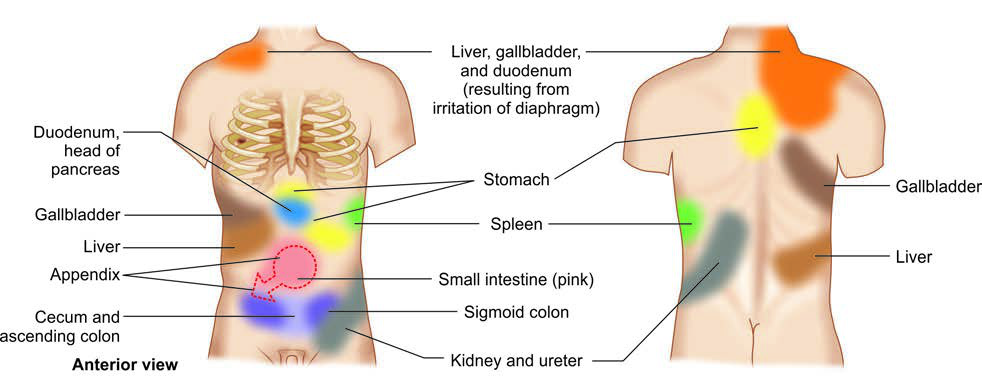 Liver, gallbladder,
and duodenum
(resulting from
irritation of diaphragm)
Duodenum,
head of
pancreas
Stomach
Gallbladder
Gallbladder
Spleen
Liver
Liver
Appendix
Small intestine (pink)
Cecum and
ascending colon
Sigmoid colon
Kidney and ureter
Anterior view